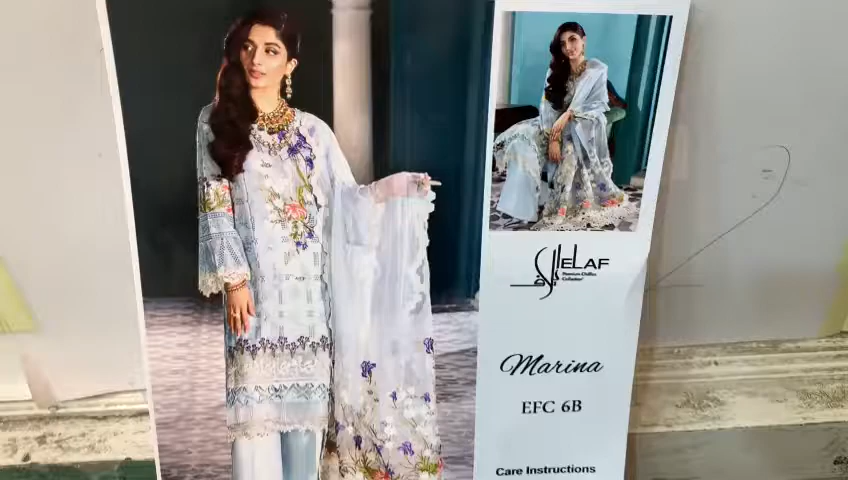 ELAF
Premium Chiffon
Collection
Marina
EFC 6B
Care Instructions